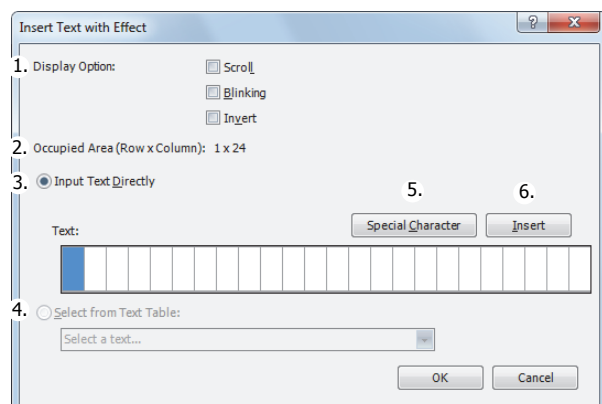 Insert Text with Effect
1. Display Option:
Scroll
Blinking
Invert
2. Occupied Area (Row x Column): 1 x 24
3. Input Text Directly
5. 6.
Text: Special Character Insert
4. Select from Text Table:
Select a text...
OK Cancel